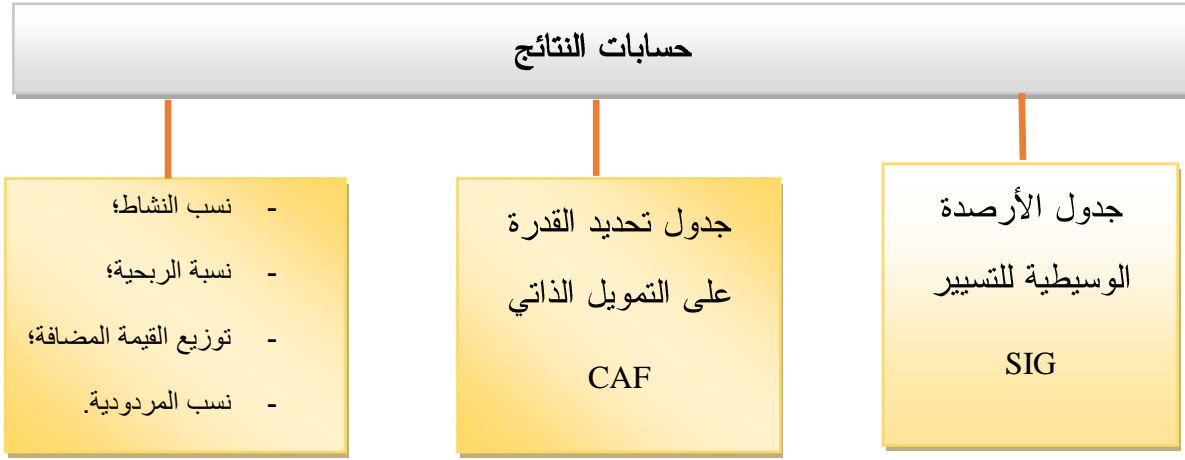 حسابات النتائج
جدول الأرصدة
الوسيطية للتسيير
SIG
جدول تحديد القدرة
على التمويل الذاتي
CAF
- نسب النشاط؛
- نسبة الربحية؛
- توزيع القيمة المضافة؛
- نسب المردودية.